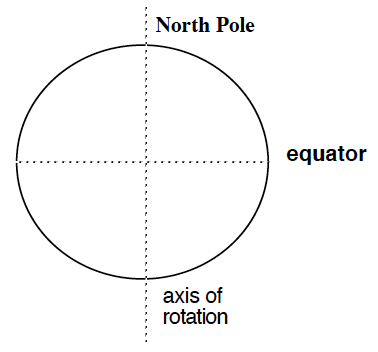 North Pole
equator
axis of
rotation